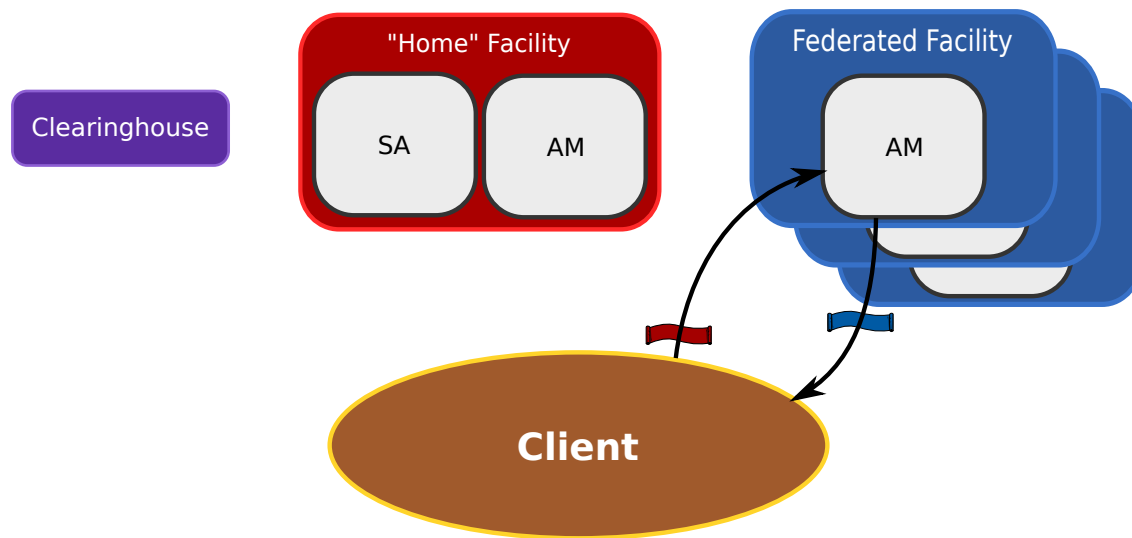 "Home" Facility
Federated Facility
Clearinghouse
SA
AM
AM
Client